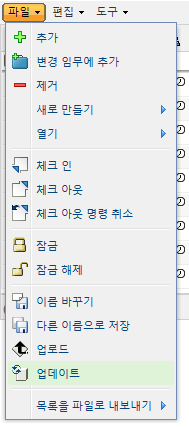 파일 편집 도구
추가
변경 임무에 추가
제거
새로 만들기
열기
체크 인
체크 아웃
체크 아웃 명령 취소
잠금
잠금 해제
이름 바꾸기
다른 이름으로 저장
업로드
업데이트
목록을 파일로 내보내기